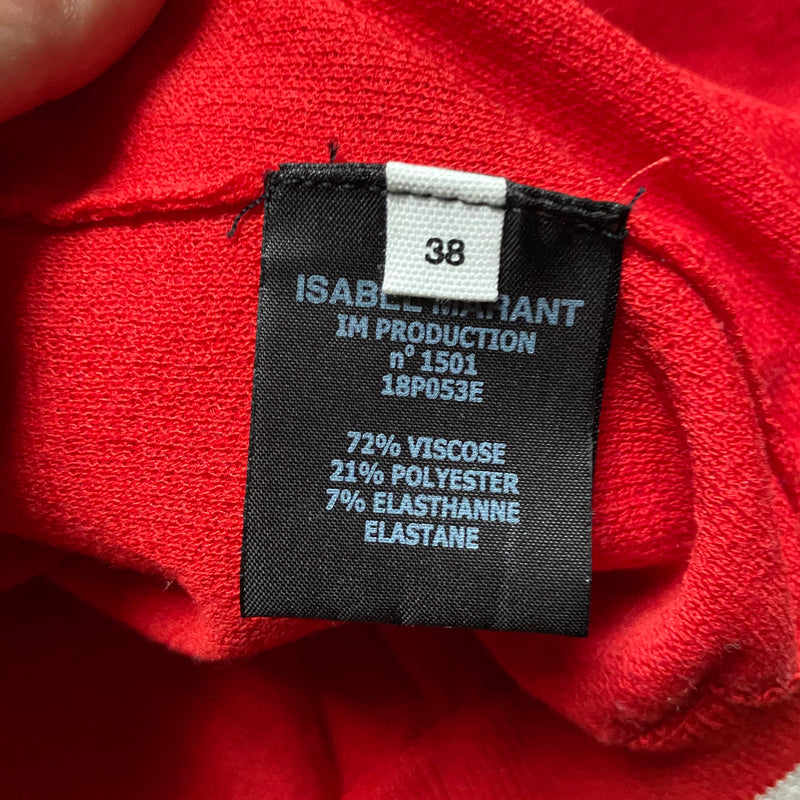 38
ISABEL MARANT
IM PRODUCTION
n° 1501
18P053E
72% VISCOSE
21% POLYESTER
7% ELASTHANNE
ELASTANE